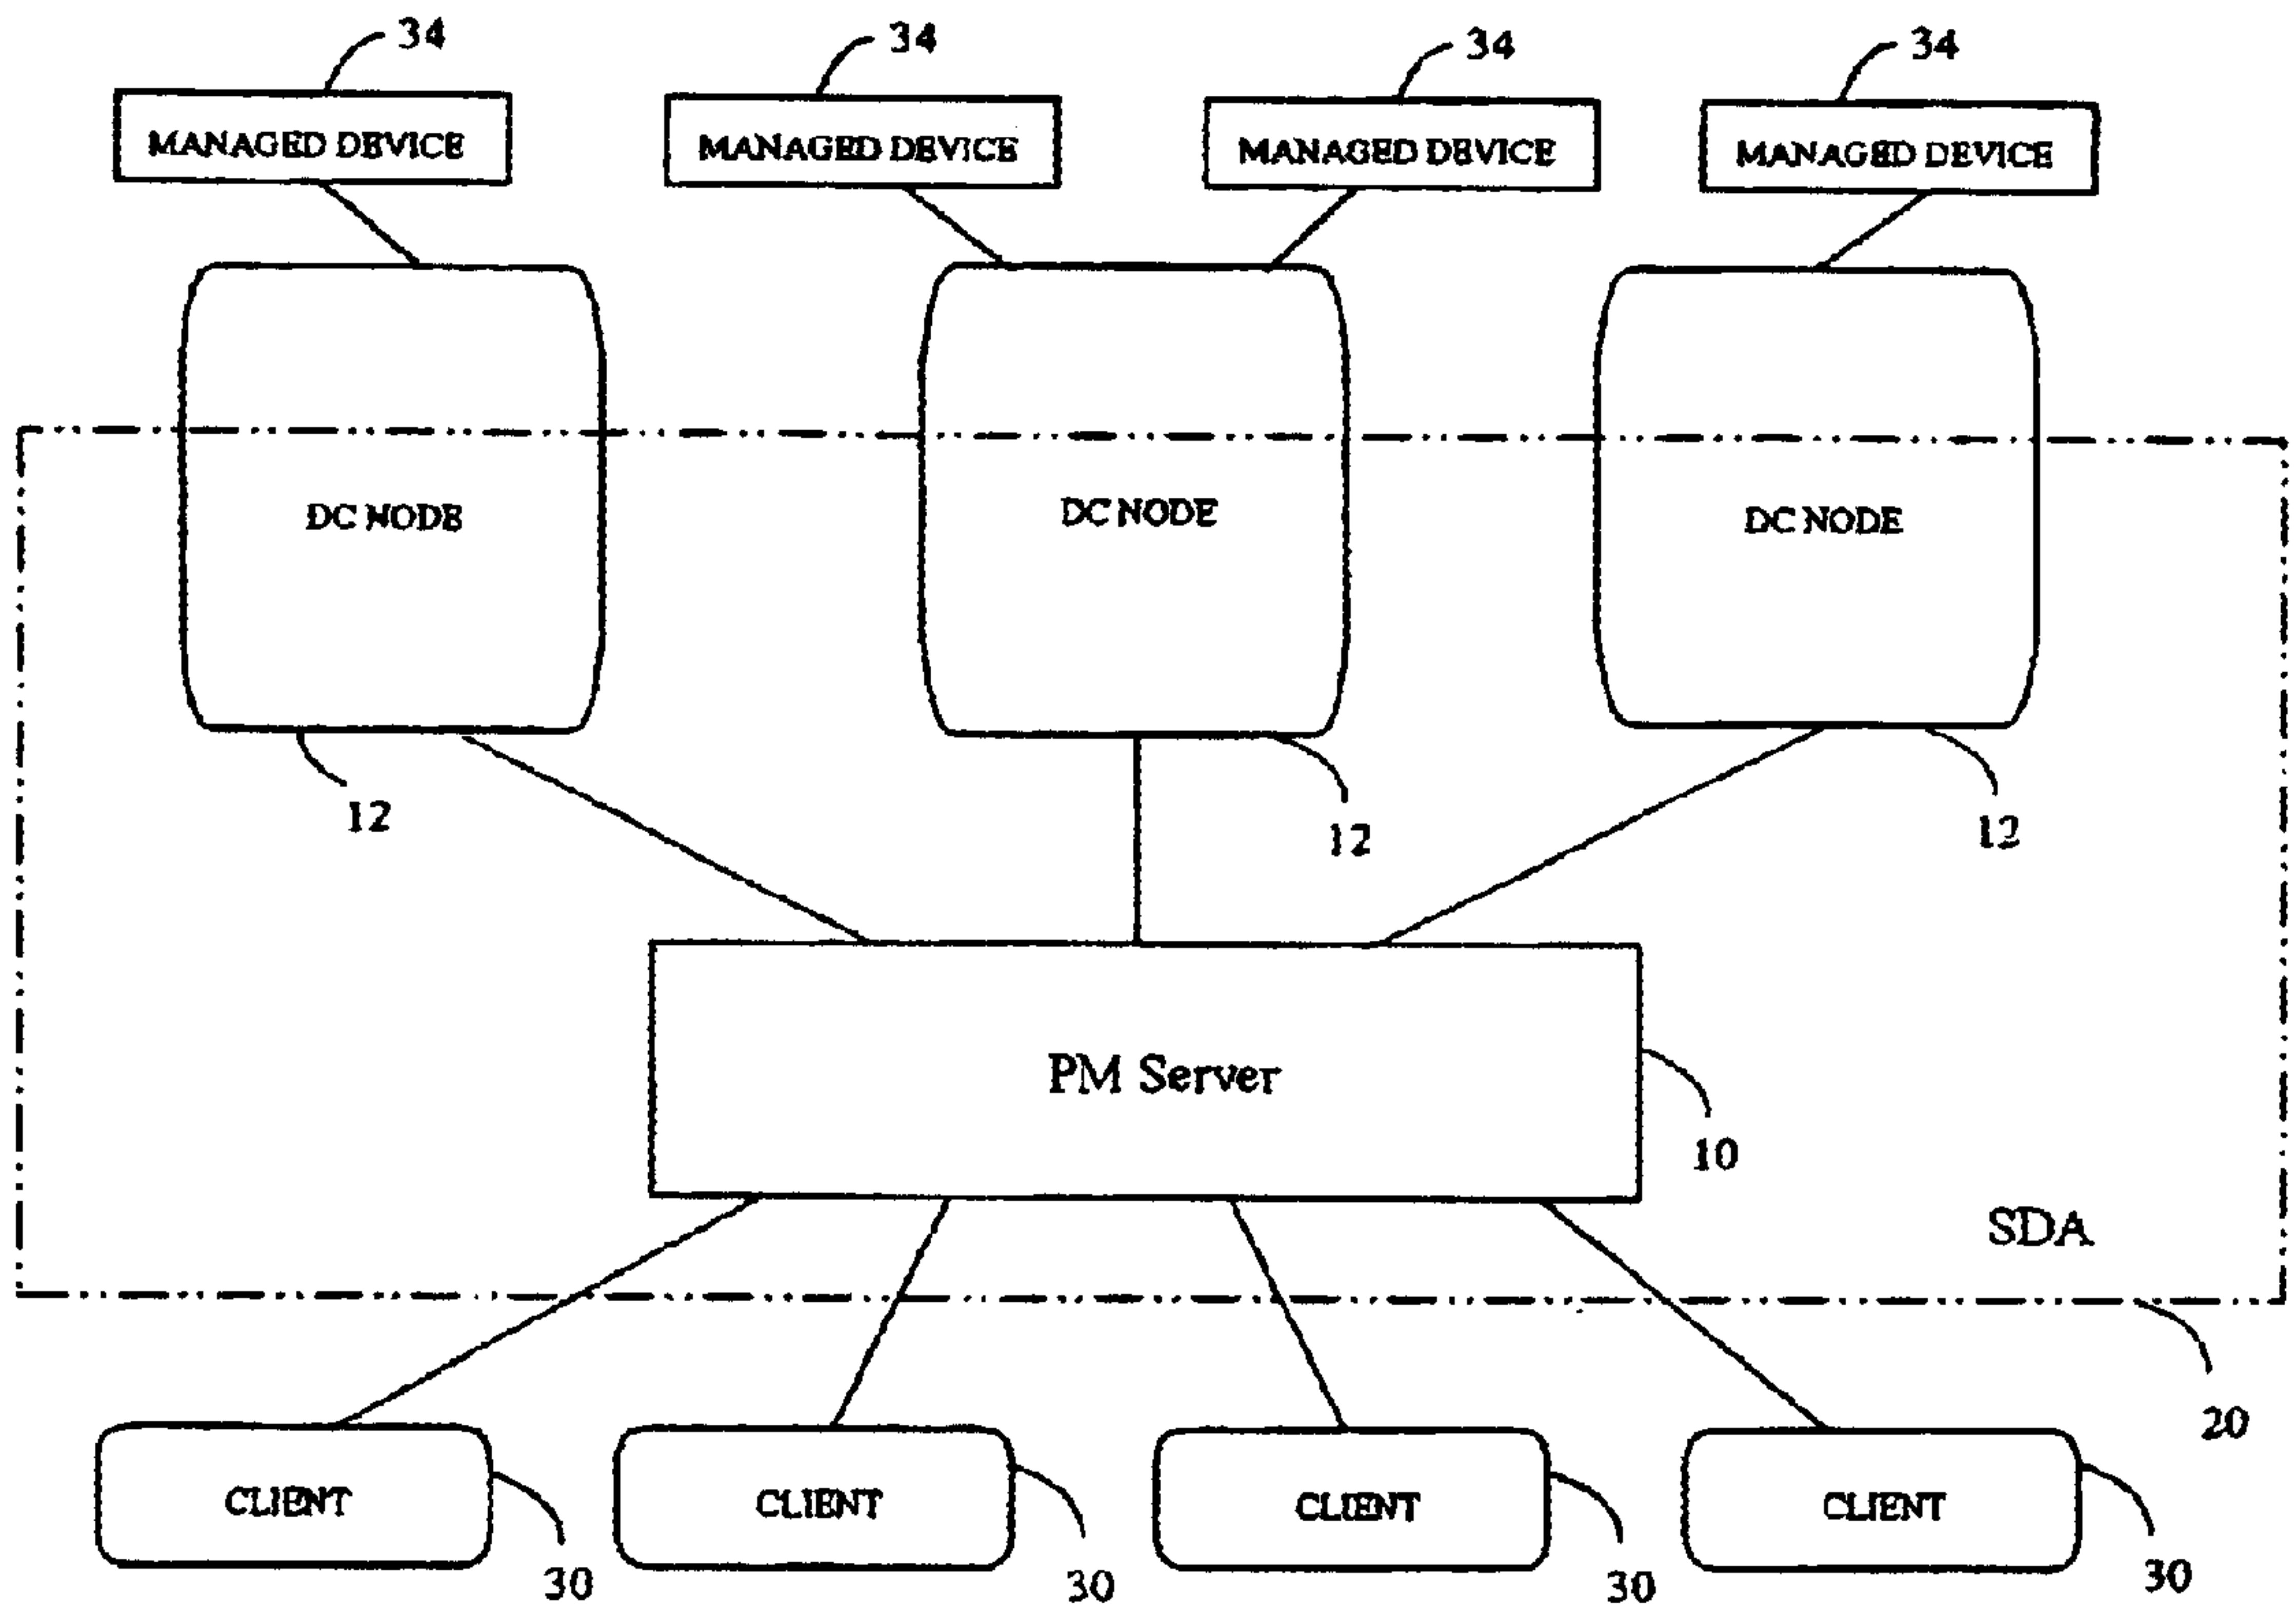 34
34
34
34
MANAGED DEVICE
MANAGED DEVICE
MANAGED DEVICE
MANAGED DEVICE
DC NODE
DC NODE
DC NODE
12
12
12
PM Server
10
SDA
20
CLIENT
CLIENT
CLIENT
CLIENT
30
30
30
30